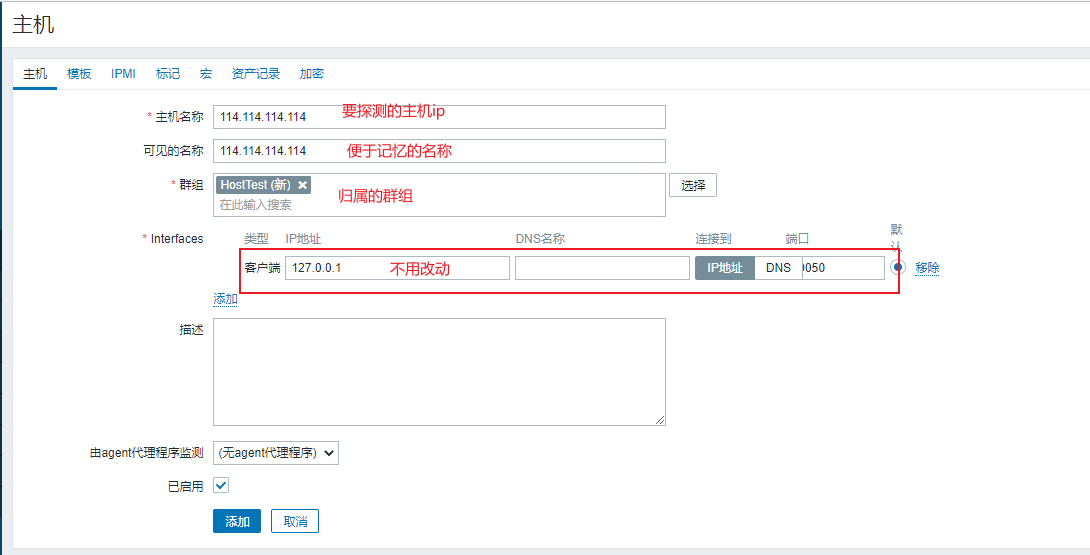 主机
主机 模板 IPMI 标记 宏 资产记录 加密
* 主机名称 114.114.114.114 要探测的主机ip
可见的名称 114.114.114.114 便于记忆的名称
* 群组 HostTest (新) 选择
在此输入搜索 归属的群组
* Interfaces 类型 IP地址 DNS名称 连接到 端口 默认
客户端 127.0.0.1 不用改动 IP地址 DNS 050 移除
添加
描述
由agent代理程序监测 (无agent代理程序)
已启用
添加 取消